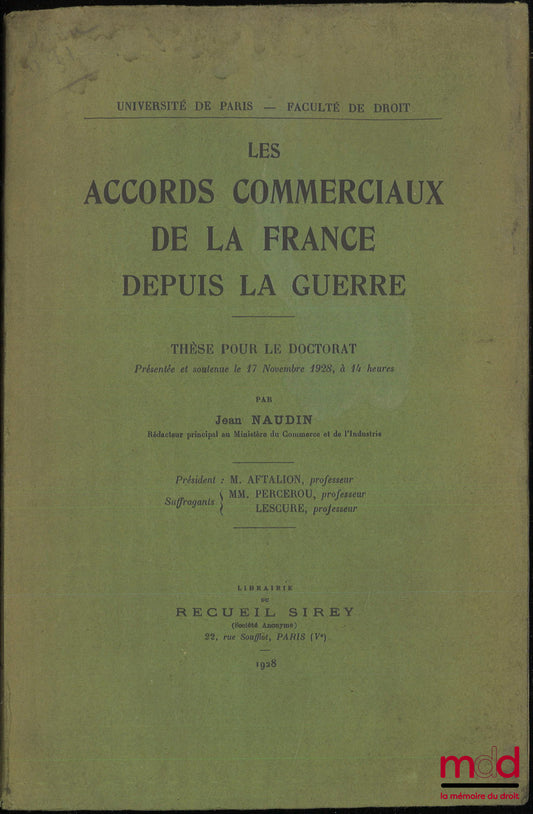 UNIVERSITÉ DE PARIS — FACULTÉ DE DROIT
LES
ACCORDS COMMERCIAUX
DE LA FRANCE
DEPUIS LA GUERRE
THÈSE POUR LE DOCTORAT
Présentée et soutenue le 17 Novembre 1928, à 14 heures
PAR
Jean NAUDIN
Rédacteur principal au Ministère du Commerce et de l'Industrie
Président : M. AFTALION, professeur
Suffragants { MM. PERCEROU, professeur
LESCURE, professeur
LIBRAIRIE
DU
RECUEIL SIREY
(Société Anonyme)
22, rue Soufflot, PARIS (Vᵉ)
1928
mdd
la mémoire du droit